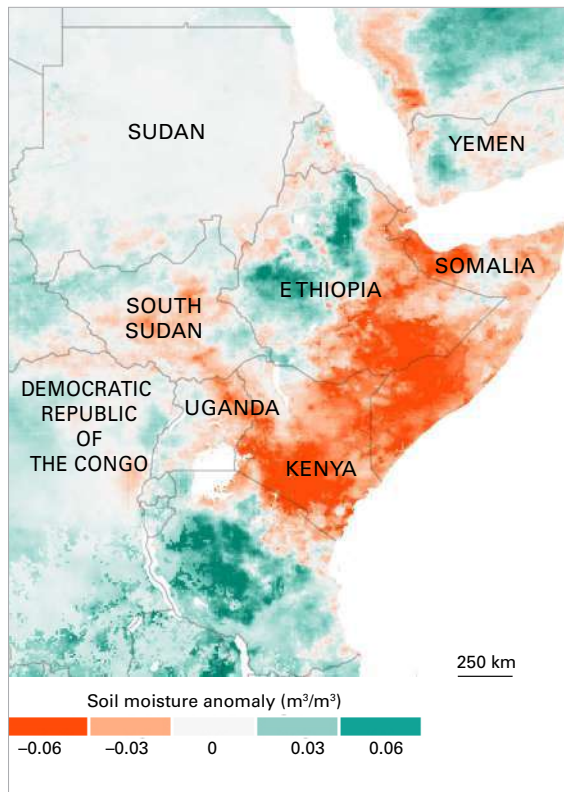 SUDAN
YEMEN
ETHIOPIA
SOMALIA
SOUTH
SUDAN
DEMOCRATIC
REPUBLIC
OF
THE CONGO
UGANDA
KENYA
250 km
Soil moisture anomaly (m³/m³)
–0.06 –0.03 0 0.03 0.06